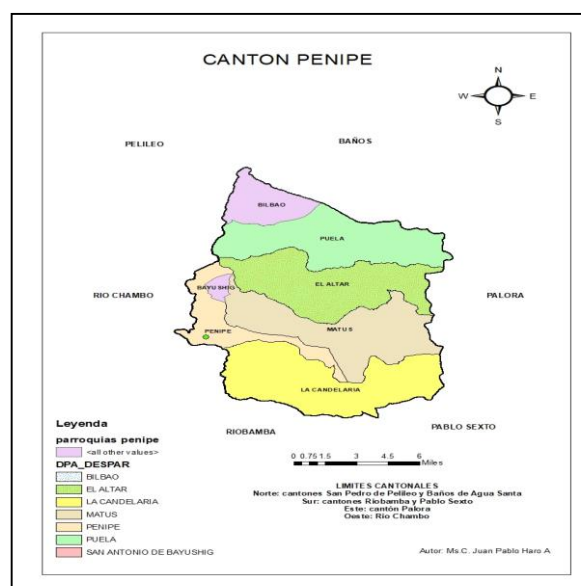 CANTON PENIPE
N
W E
S
PELILEO
BAÑOS
BILBAO
PUELA
EL ALTAR
RIO CHAMBO
BAYUSHIG
PALORA
MATUS
PENIPE
LA CANDELARIA
RIOBAMBA
PABLO SEXTO
Leyenda
parroquias penipe
<all other values>
DPA_DESPAR
BILBAO
EL ALTAR
LA CANDELARIA
MATUS
PENIPE
PUELA
SAN ANTONIO DE BAYUSHIG
0 0.75 1.5 3 4.5 6
Miles
LIMITES CANTONALES
Norte: cantones San Pedro de Pelileo y Baños de Agua Santa
Sur: cantones Riobamba y Pablo Sexto
Este: cantón Palora
Oeste: Río Chambo
Autor: Ms.C. Juan Pablo Haro A